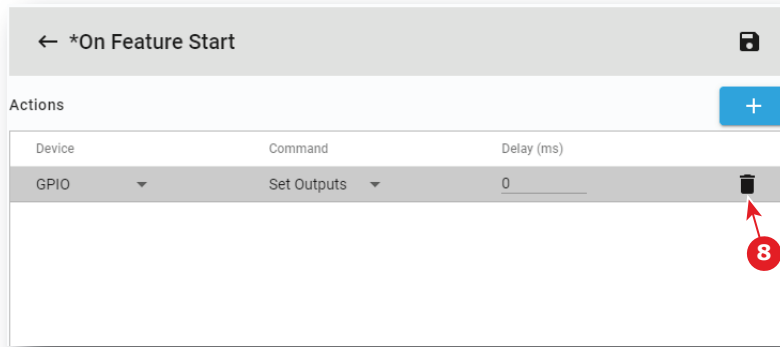 *On Feature Start
Actions
Device Command Delay (ms)
GPIO Set Outputs 0
8